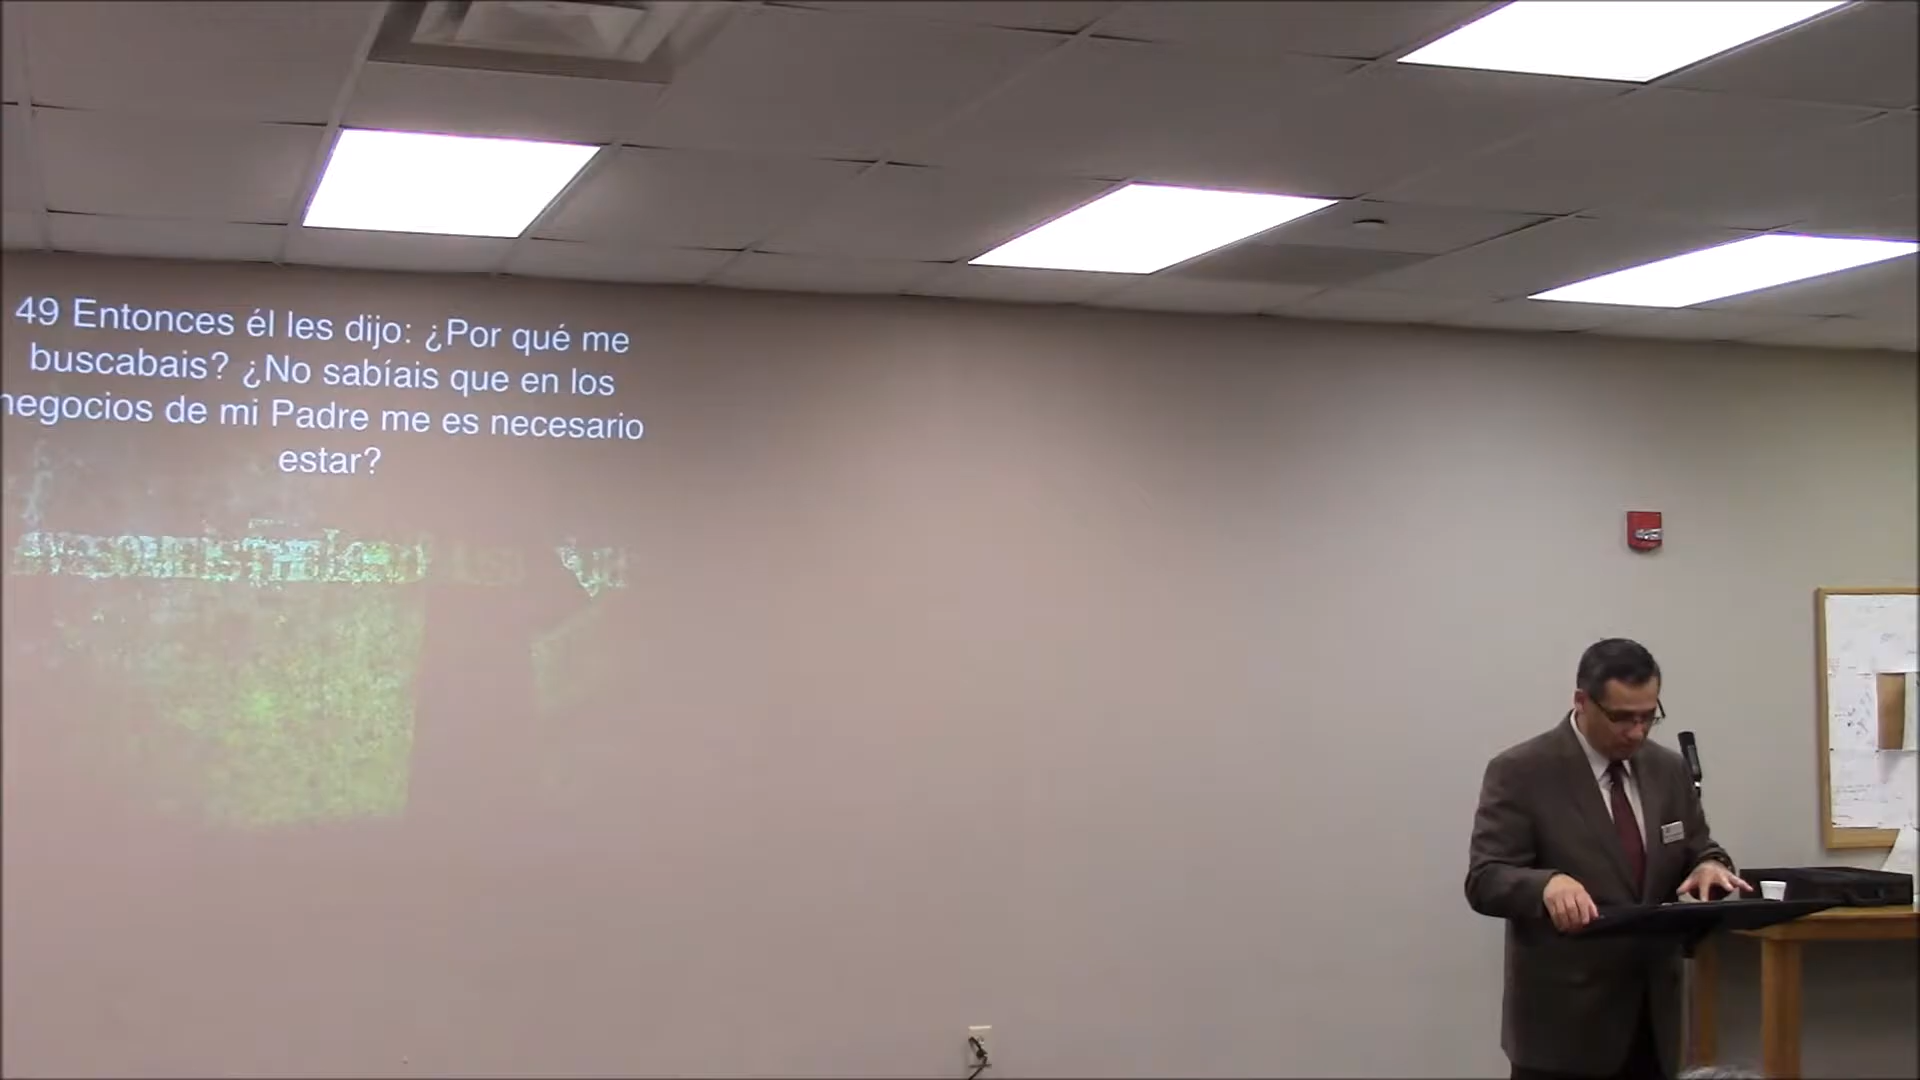 49 Entonces él les dijo: ¿Por qué me
buscabais? ¿No sabíais que en los
negocios de mi Padre me es necesario
estar?